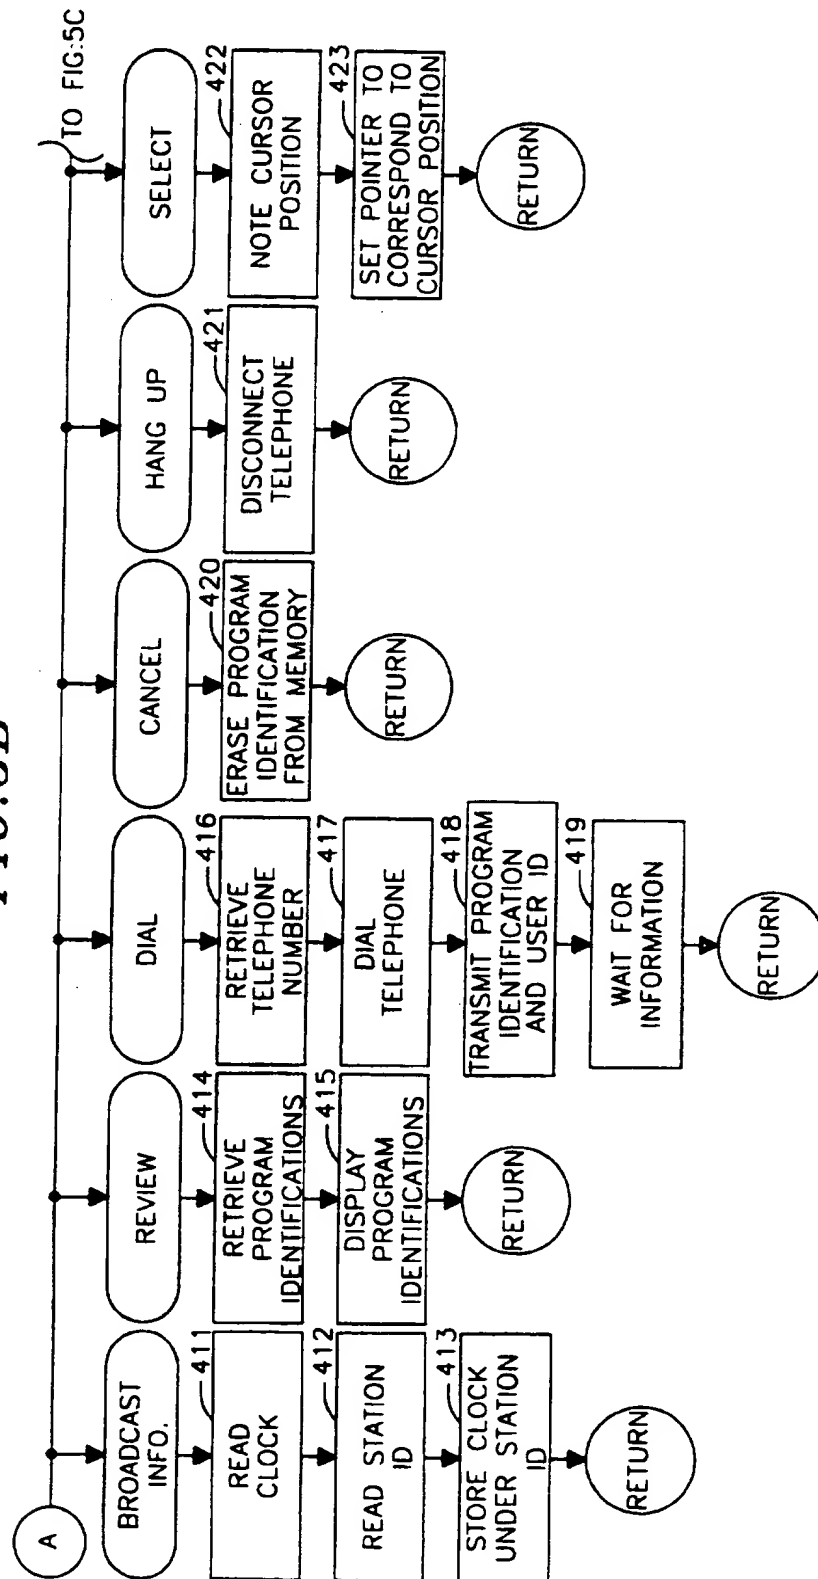 A
TO FIG:5C
BROADCAST
INFO.
411
READ
CLOCK
412
READ STATION
ID
413
STORE CLOCK
UNDER STATION
ID
RETURN
REVIEW
414
RETRIEVE
PROGRAM
IDENTIFICATIONS
415
DISPLAY
PROGRAM
IDENTIFICATIONS
RETURN
DIAL
416
RETRIEVE
TELEPHONE
NUMBER
417
DIAL
TELEPHONE
418
TRANSMIT PROGRAM
IDENTIFICATION
AND USER ID
419
WAIT FOR
INFORMATION
RETURN
CANCEL
420
ERASE PROGRAM
IDENTIFICATION
FROM MEMORY
RETURN
HANG UP
421
DISCONNECT
TELEPHONE
RETURN
SELECT
422
NOTE CURSOR
POSITION
423
SET POINTER TO
CORRESPOND TO
CURSOR POSITION
RETURN